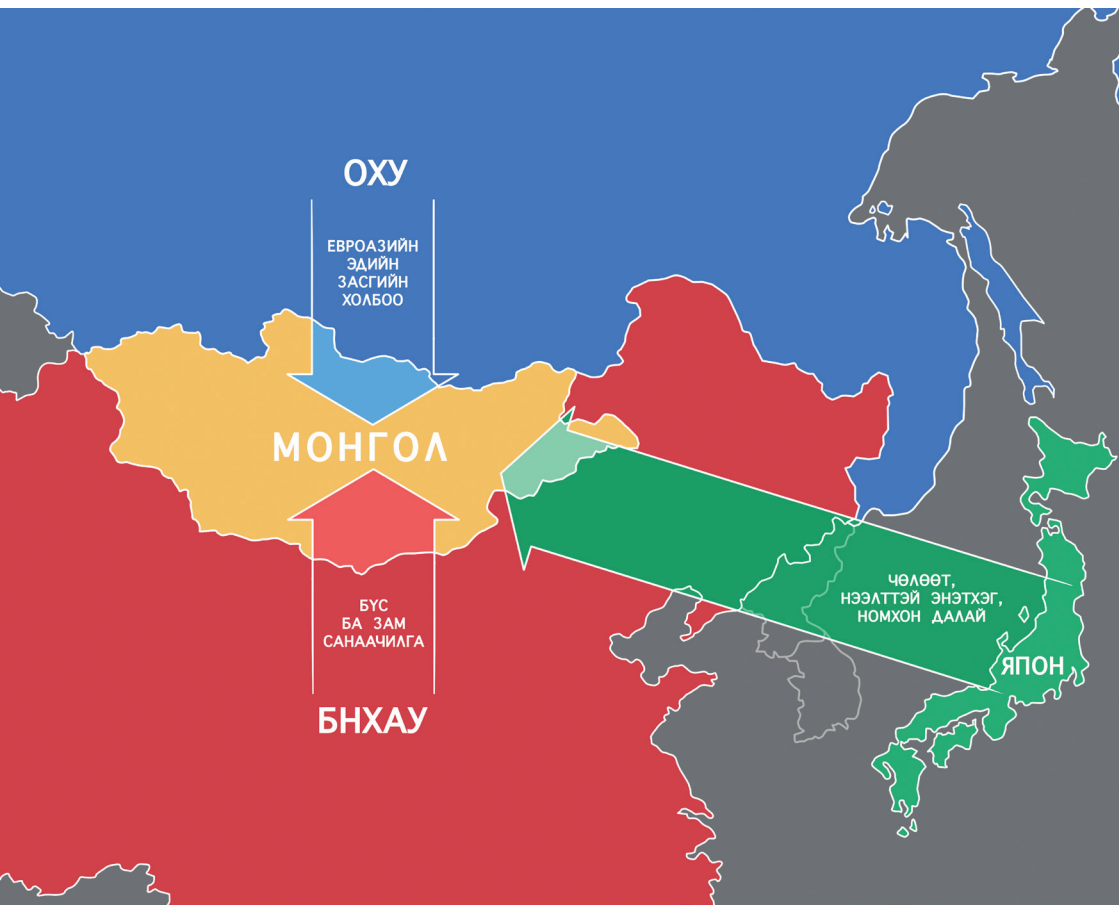 ОХУ
ЕВРОАЗИЙН
ЭДИЙН
ЗАСГИЙН
ХОЛБОО
МОНГОЛ
БҮС
БА ЗАМ
САНААЧИЛГА
БНХАУ
ЧӨЛӨӨТ,
НЭЭЛТТЭЙ ЭНЭТХЭГ,
НОМХОН ДАЛАЙ
ЯПОН